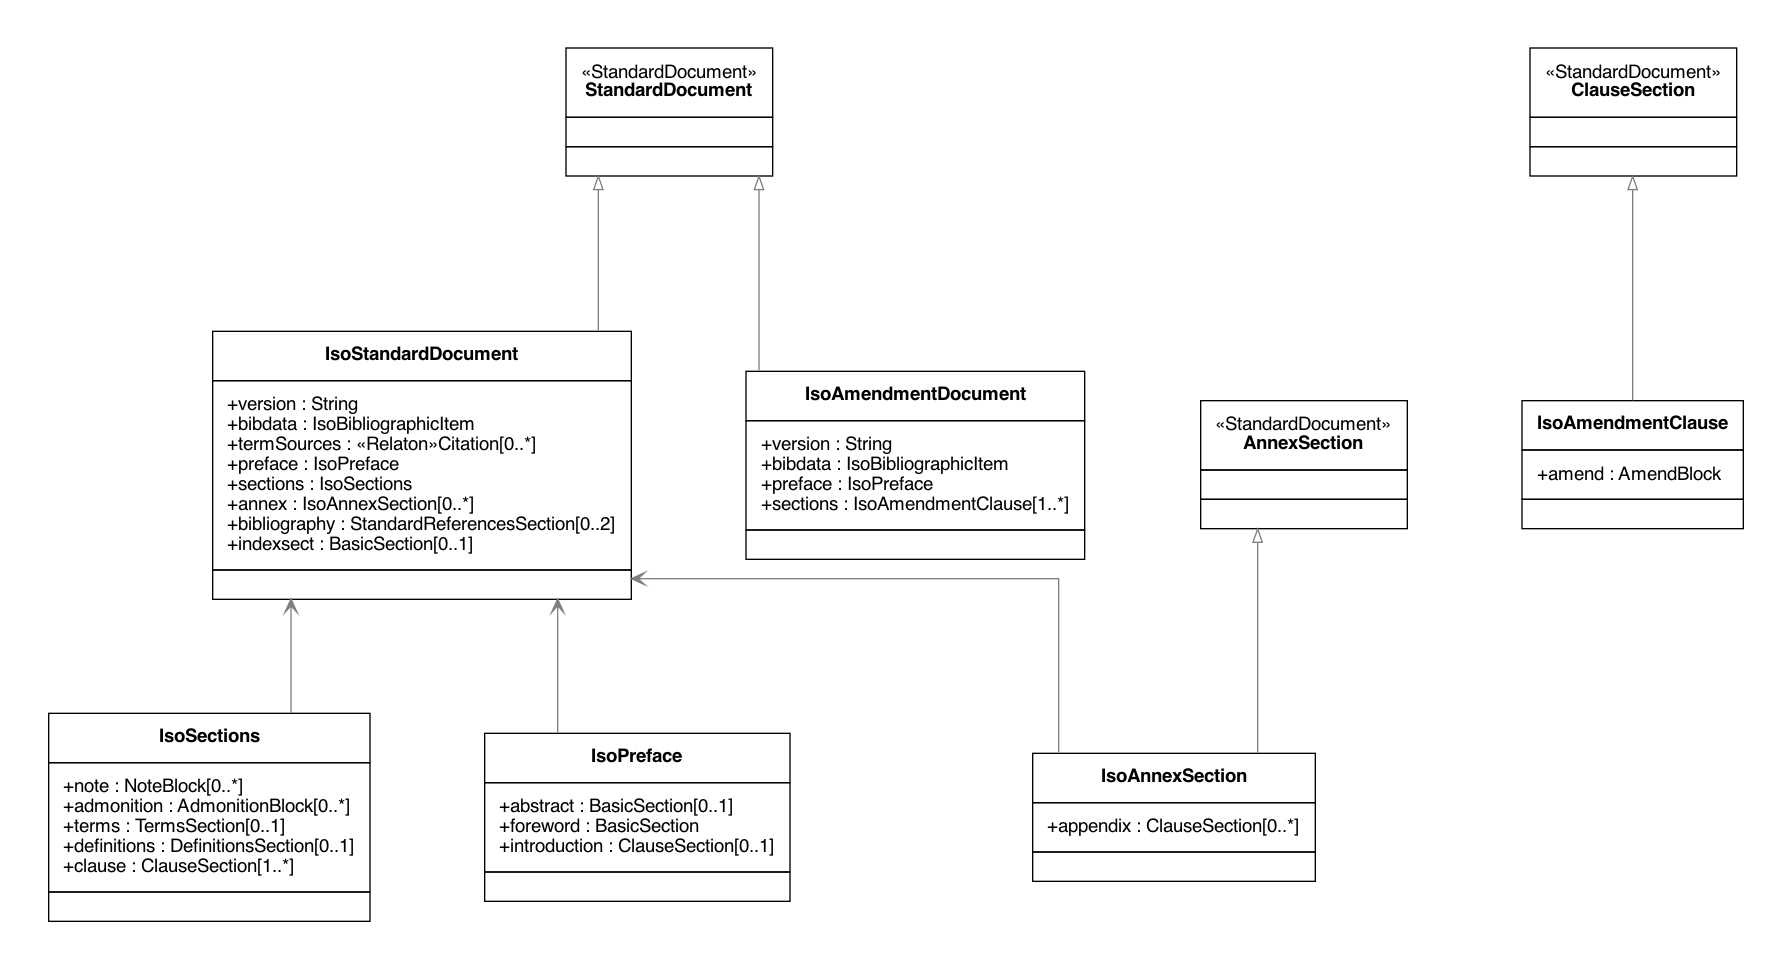 «StandardDocument»
StandardDocument
«StandardDocument»
ClauseSection
IsoStandardDocument
+version : String
+bibdata : IsoBibliographicItem
+termSources : «Relaton»Citation[0..*]
+preface : IsoPreface
+sections : IsoSections
+annex : IsoAnnexSection[0..*]
+bibliography : StandardReferencesSection[0..2]
+indexsect : BasicSection[0..1]
IsoAmendmentDocument
+version : String
+bibdata : IsoBibliographicItem
+preface : IsoPreface
+sections : IsoAmendmentClause[1..*]
«StandardDocument»
AnnexSection
IsoAmendmentClause
+amend : AmendBlock
IsoSections
+note : NoteBlock[0..*]
+admonition : AdmonitionBlock[0..*]
+terms : TermsSection[0..1]
+definitions : DefinitionsSection[0..1]
+clause : ClauseSection[1..*]
IsoPreface
+abstract : BasicSection[0..1]
+foreword : BasicSection
+introduction : ClauseSection[0..1]
IsoAnnexSection
+appendix : ClauseSection[0..*]